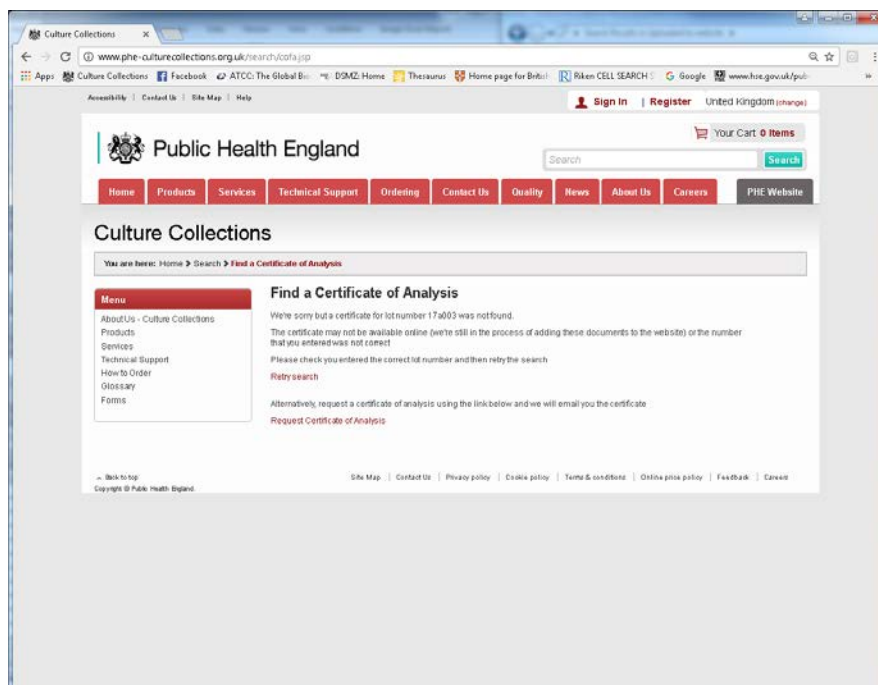 Culture Collections
www.phe-culturecollections.org.uk/search/cofa.jsp
Apps Culture Collections Facebook ATCC: The Global Bi DSMZ: Home Thesaurus Home page for British Riken CELL SEARCH Google www.hse.gov.uk/pub
Accessibility | Contact Us | Site Map | Help
Sign In | Register United Kingdom (change)
Your Cart 0 Items
Public Health England
Search Search
Home Products Services Technical Support Ordering Contact Us Quality News About Us Careers PHE Website
Culture Collections
You are here: Home > Search > Find a Certificate of Analysis
Menu
About Us - Culture Collections
Products
Services
Technical Support
How to Order
Glossary
Forms
Find a Certificate of Analysis
We're sorry but a certificate for lot number 17a003 was not found.
The certificate may not be available online (we're still in the process of adding these documents to the website) or the number
that you entered was not correct
Please check you entered the correct lot number and then retry the search
Retry search
Alternatively, request a certificate of analysis using the link below and we will email you the certificate
Request Certificate of Analysis
Back to top
Site Map | Contact Us | Privacy policy | Cookie policy | Terms & conditions | Online price policy | Feedback | Careers
Copyright © Public Health England.